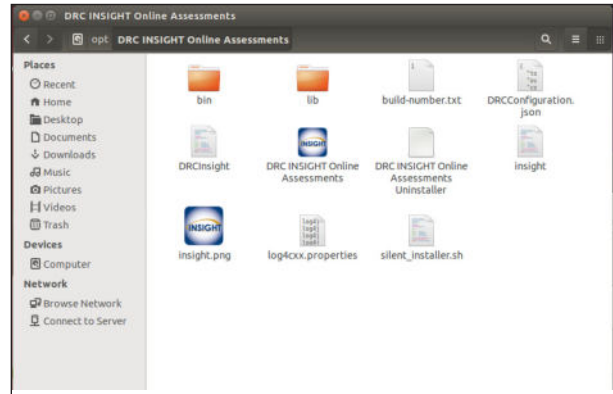 DRC INSIGHT Online Assessments
opt DRC INSIGHT Online Assessments
Places
Recent
Home
Desktop
Documents
Downloads
Music
Pictures
Videos
Trash
Devices
Computer
Network
Browse Network
Connect to Server
bin
lib
build-number.txt
DRCConfiguration.
json
DRCInsight
INSIGHT
DRC INSIGHT Online
Assessments
DRC INSIGHT Online
Assessments
Uninstaller
insight
INSIGHT
insight.png
log4cxx.properties
silent_installer.sh